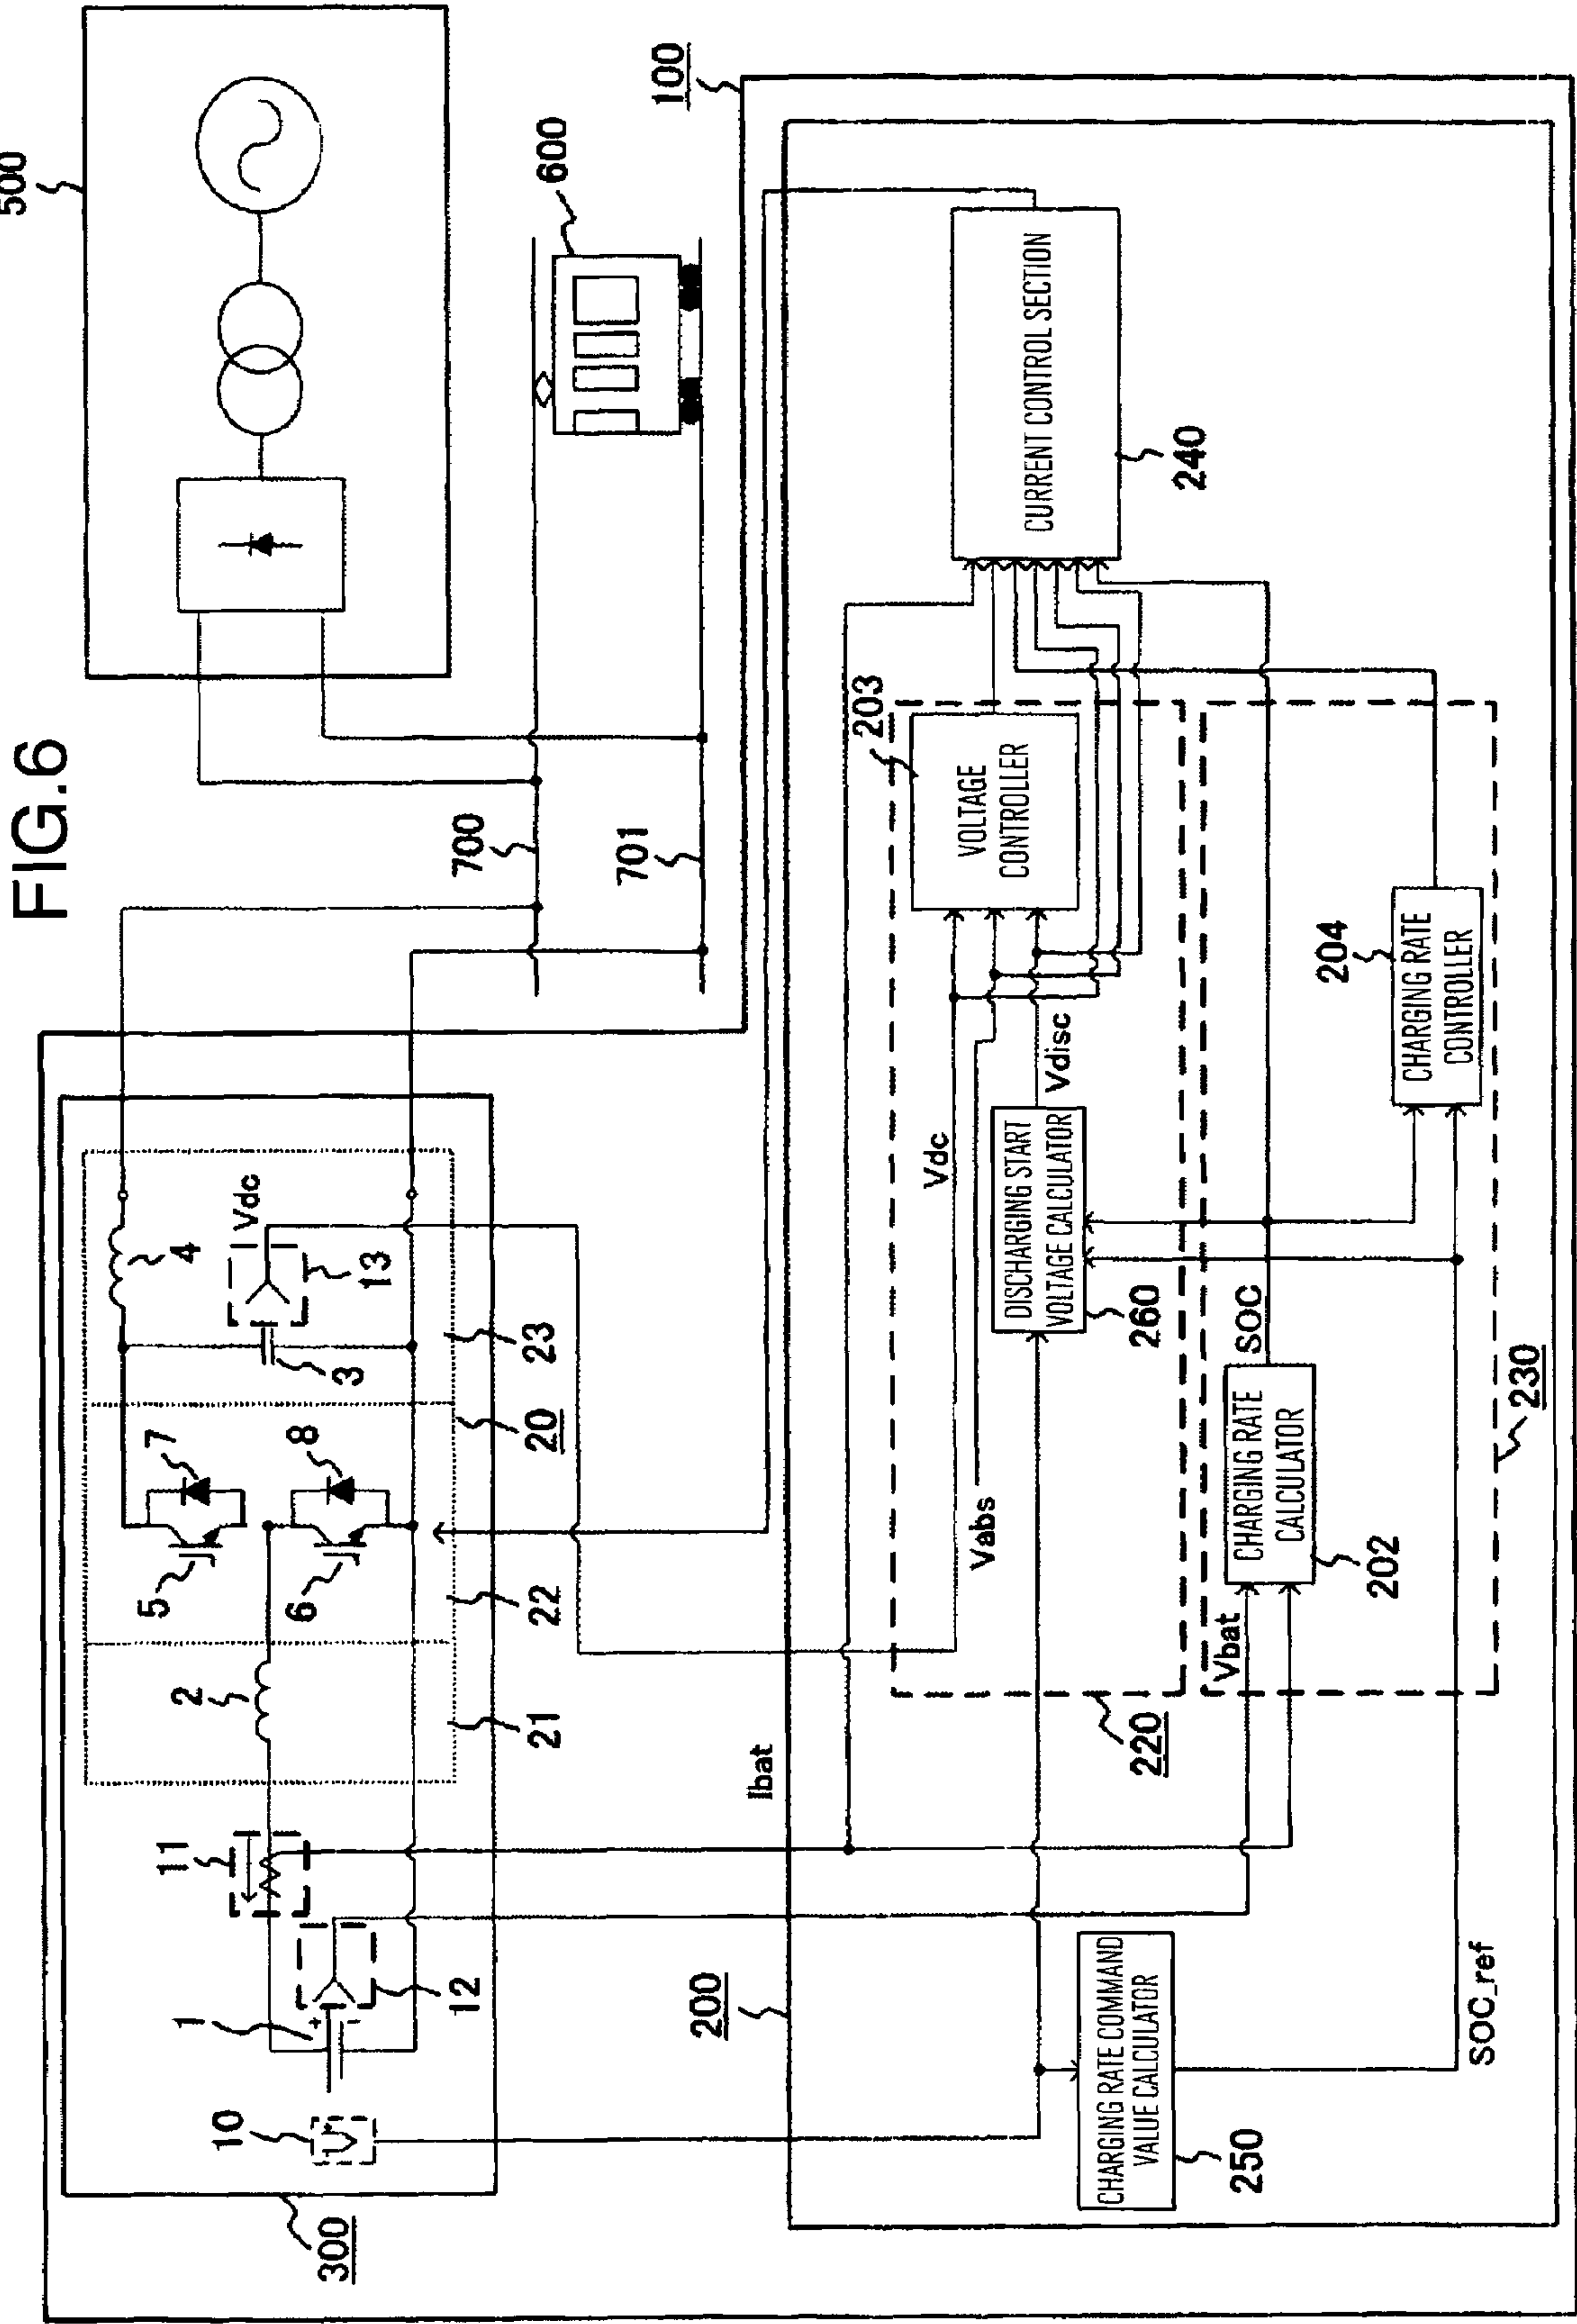 FIG.6
500
600
700
701
100
300
10
1
12
11
2
21
5
6
7
8
22
20
3
4
Vdc
13
23
200
Ibat
Vabs
Vdc
DISCHARGING START
VOLTAGE CALCULATOR
260
Vdisc
VOLTAGE
CONTROLLER
203
220
CURRENT CONTROL SECTION
240
Vbat
CHARGING RATE
CALCULATOR
202
SOC
CHARGING RATE
CONTROLLER
204
230
CHARGING RATE COMMAND
VALUE CALCULATOR
250
SOC_ref